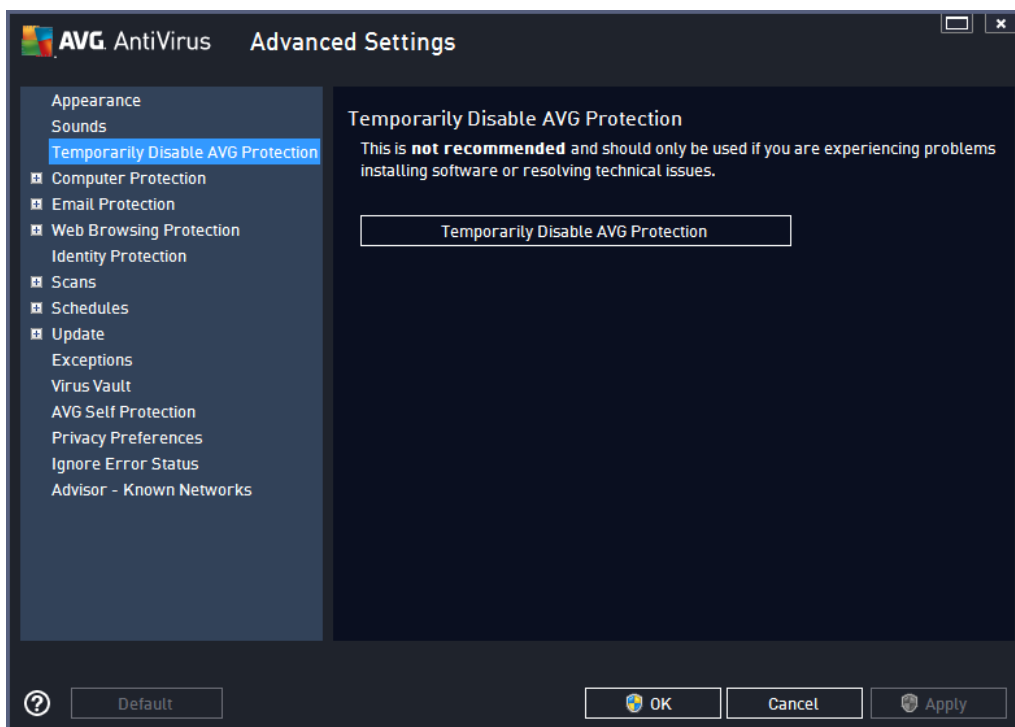 AVG AntiVirus Advanced Settings
Appearance
Sounds
Temporarily Disable AVG Protection
Computer Protection
Email Protection
Web Browsing Protection
Identity Protection
Scans
Schedules
Update
Exceptions
Virus Vault
AVG Self Protection
Privacy Preferences
Ignore Error Status
Advisor - Known Networks
Temporarily Disable AVG Protection
This is not recommended and should only be used if you are experiencing problems
installing software or resolving technical issues.
Temporarily Disable AVG Protection
Default
OK
Cancel
Apply